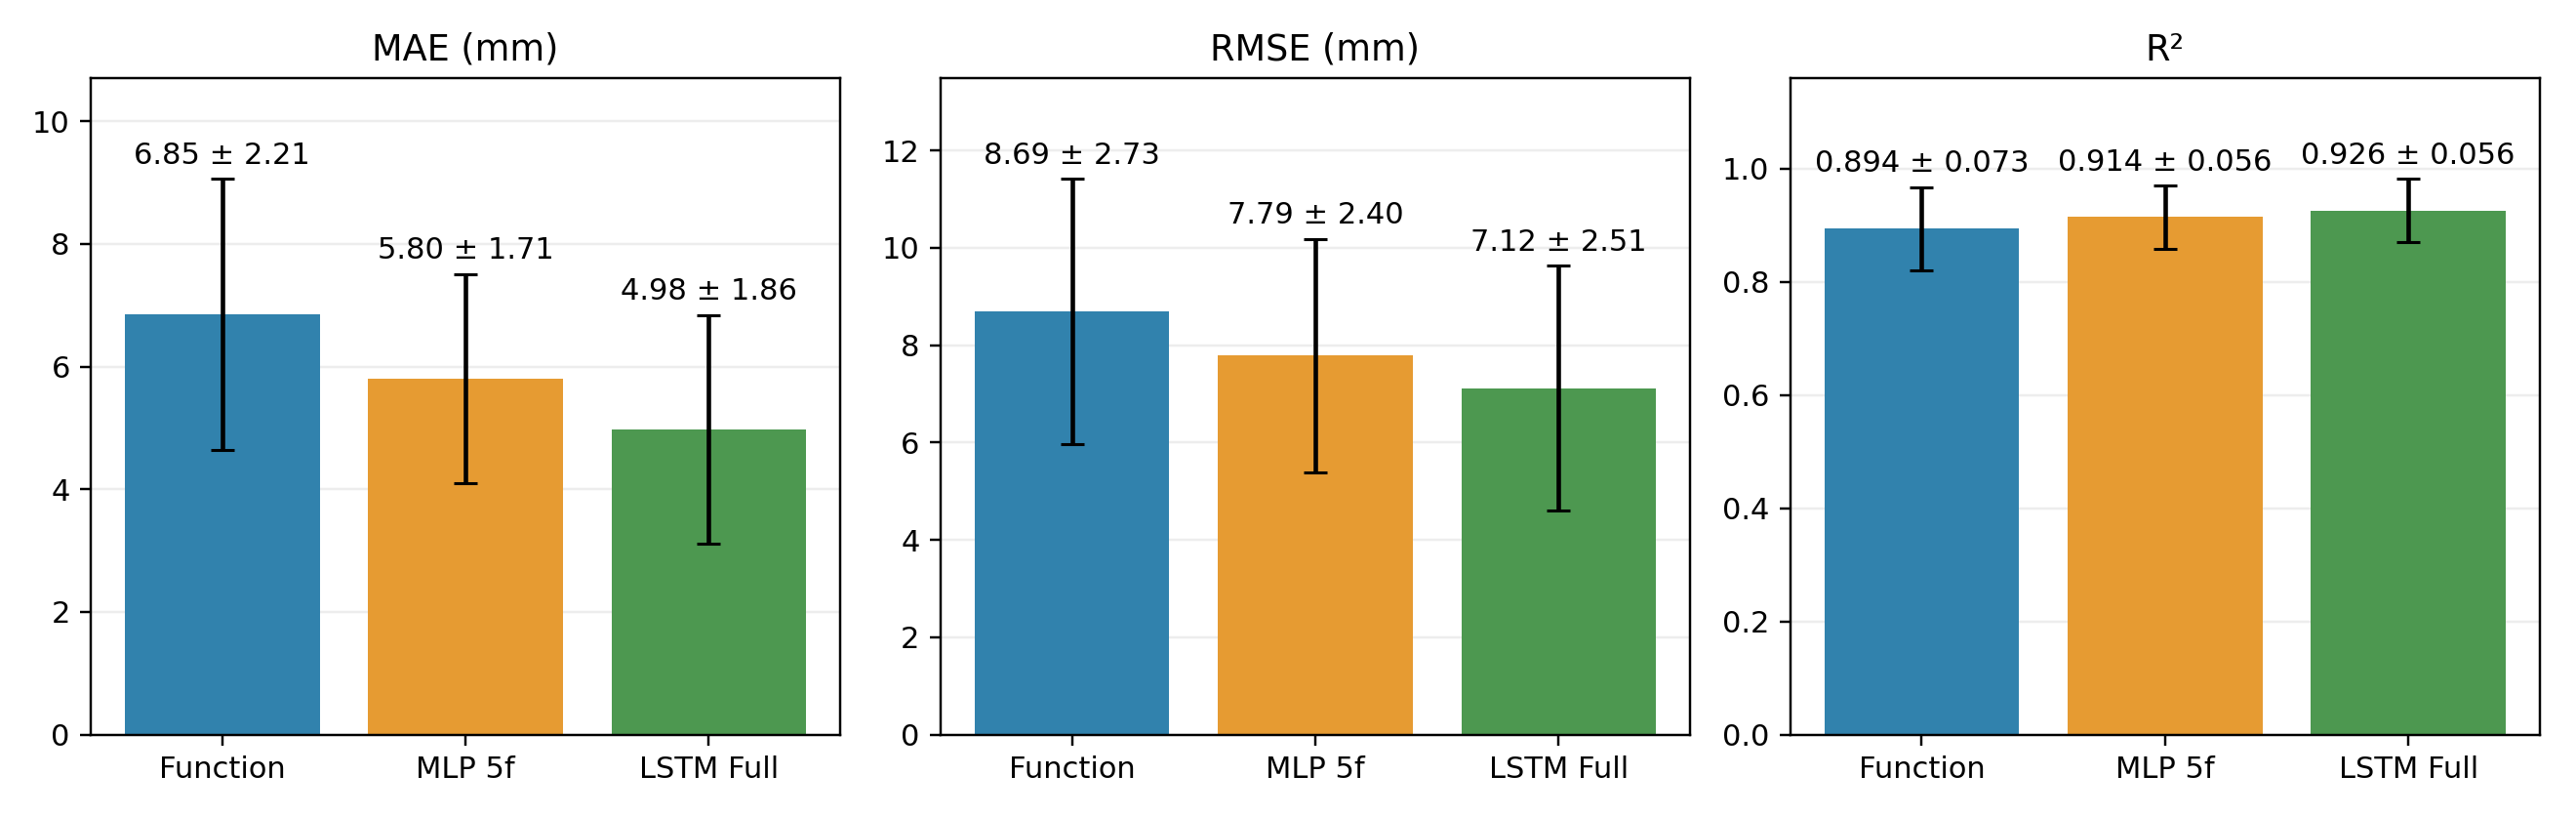 MAE (mm)
10
8
6
4
2
0
6.85 ± 2.21
5.80 ± 1.71
4.98 ± 1.86
Function MLP 5f LSTM Full
RMSE (mm)
12
10
8
6
4
2
0
8.69 ± 2.73
7.79 ± 2.40
7.12 ± 2.51
Function MLP 5f LSTM Full
R²
1.0
0.8
0.6
0.4
0.2
0.0
0.894 ± 0.073
0.914 ± 0.056
0.926 ± 0.056
Function MLP 5f LSTM Full